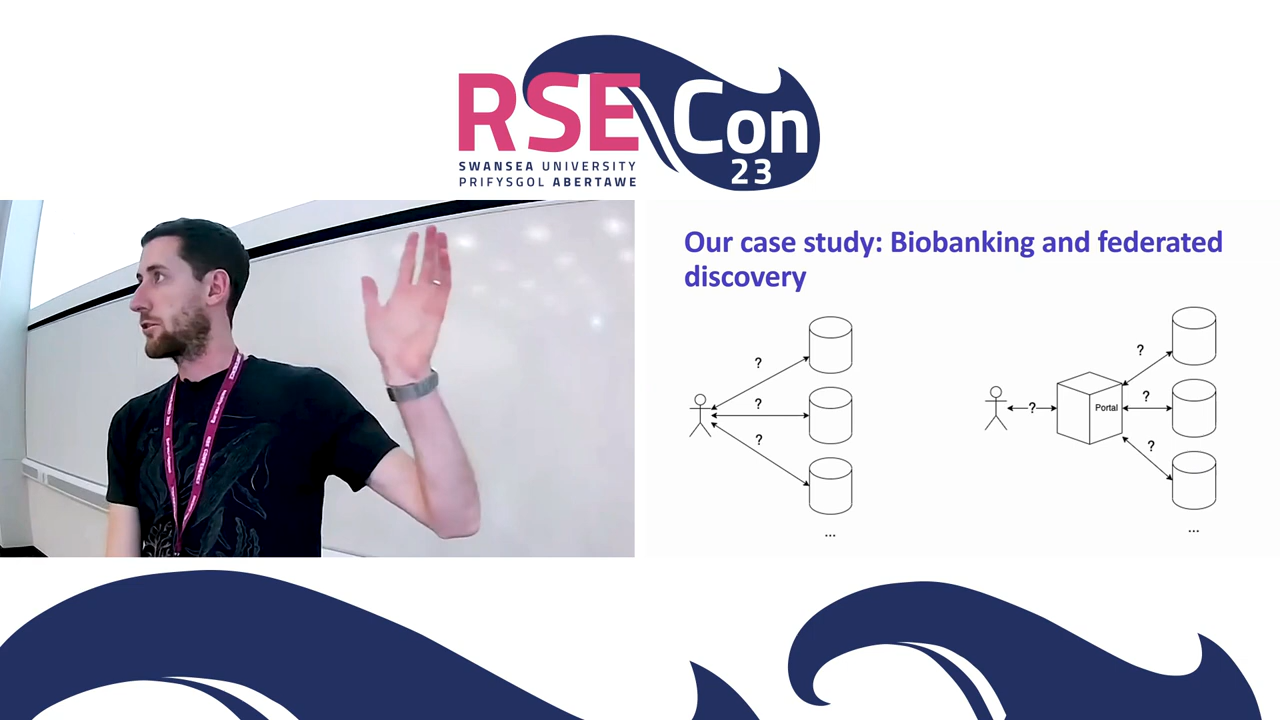 RSE Con
23
SWANSEA UNIVERSITY
PRIFYSGOL ABERTAWE
Our case study: Biobanking and federated
discovery
?
?
?
...
?
Portal
?
?
?
...